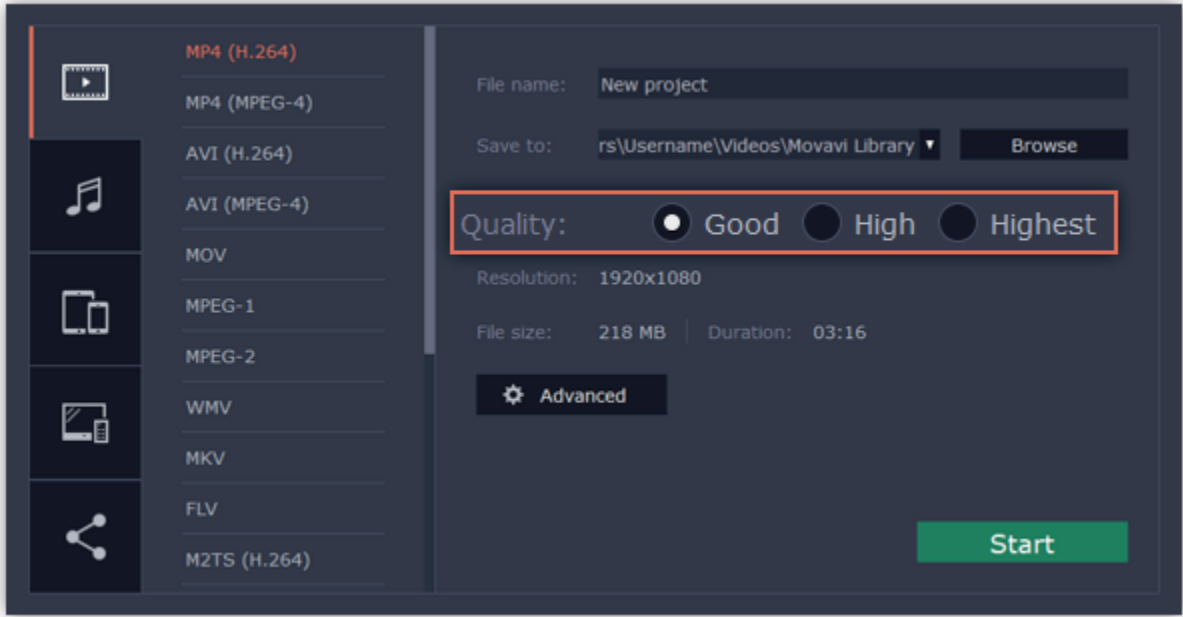 MP4 (H.264)
MP4 (MPEG-4)
AVI (H.264)
AVI (MPEG-4)
MOV
MPEG-1
MPEG-2
WMV
MKV
FLV
M2TS (H.264)
File name: New project
Save to: rs\Username\Videos\Movavi Library Browse
Quality: Good High Highest
Resolution: 1920x1080
File size: 218 MB Duration: 03:16
Advanced
Start